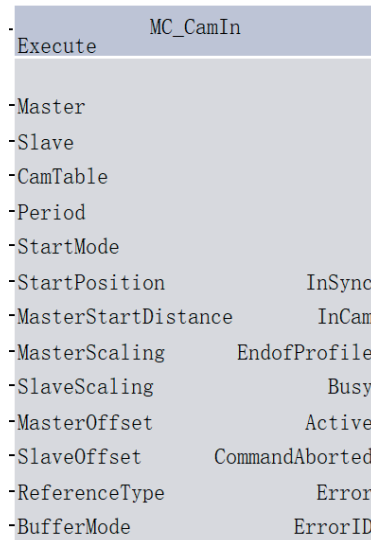 MC_CamIn
Execute
Master
Slave
CamTable
Period
StartMode
StartPosition InSync
MasterStartDistance InCam
MasterScaling EndofProfile
SlaveScaling Busy
MasterOffset Active
SlaveOffset CommandAborted
ReferenceType Error
BufferMode ErrorID